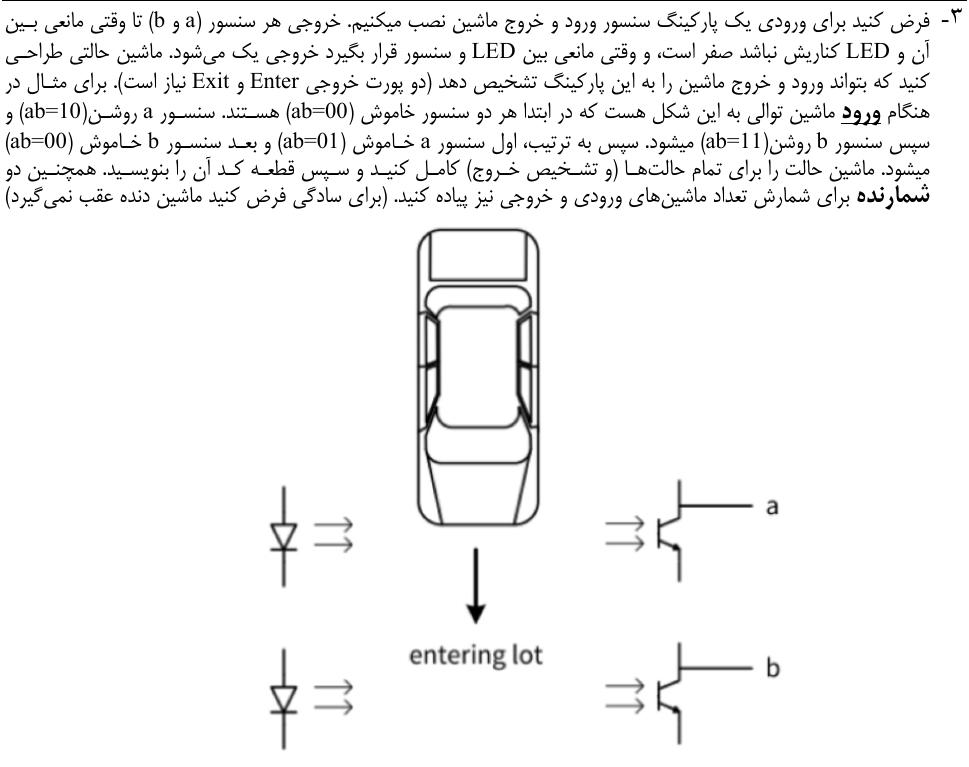 ۳- فرض کنید برای ورودی یک پارکینگ سنسور ورود و خروج ماشین نصب میکنیم. خروجی هر سنسور (a و b) تا وقتی مانعی بین
آن و LED کناریش نباشد صفر است، و وقتی مانعی بین LED و سنسور قرار بگیرد خروجی یک می‌شود. ماشین حالتی طراحی
کنید که بتواند ورود و خروج ماشین را به این پارکینگ تشخیص دهد (دو پورت خروجی Enter و Exit نیاز است). برای مثال در
هنگام ورود ماشین توالی به این شکل هست که در ابتدا هر دو سنسور خاموش (ab=00) هستند. سنسور a روشن(ab=10) و
سپس سنسور b روشن(ab=11) میشود. سپس به ترتیب، اول سنسور a خاموش (ab=01) و بعد سنسور b خاموش (ab=00)
میشود. ماشین حالت را برای تمام حالت‌ها (و تشخیص خروج) کامل کنید و سپس قطعه کد آن را بنویسید. همچنین دو
شمارنده برای شمارش تعداد ماشین‌های ورودی و خروجی نیز پیاده کنید. (برای سادگی فرض کنید ماشین دنده عقب نمی‌گیرد)
a
entering lot
b